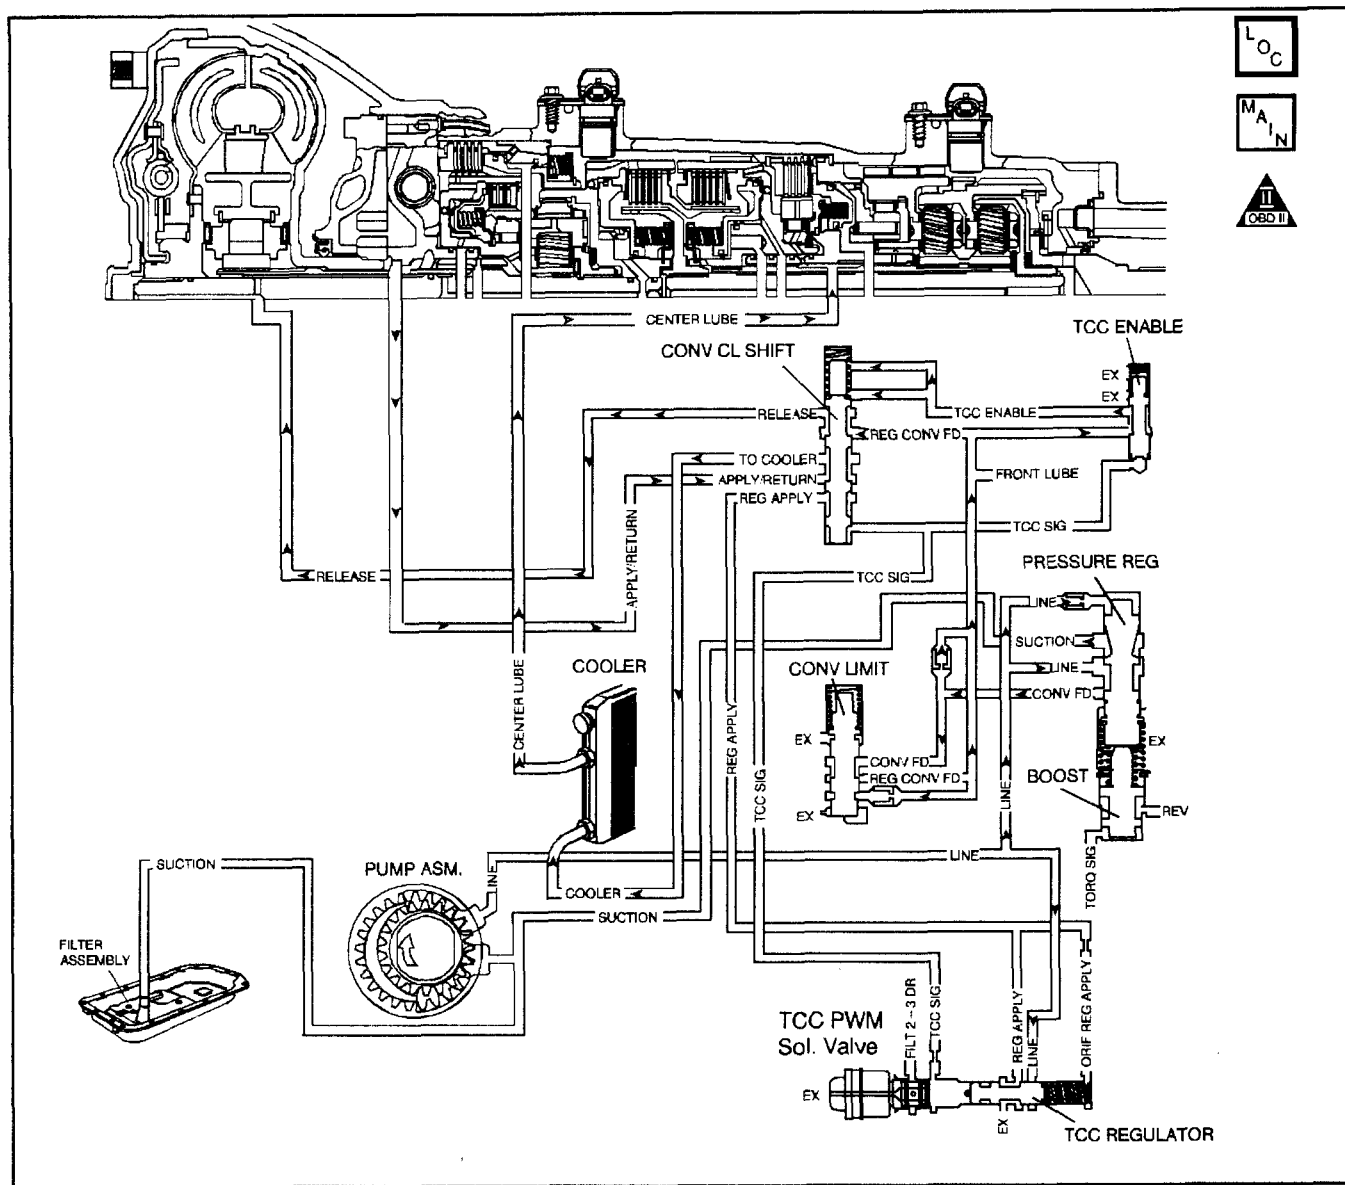 LOC
MAIN
II
OBD II
CENTER LUBE
TCC ENABLE
CONV CL SHIFT
EX
EX
RELEASE
TCC ENABLE
REG CONV FD
TO COOLER
APPLY/RETURN
FRONT LUBE
REG APPLY
TCC SIG
APPLY/RETURN
RELEASE
TCC SIG
PRESSURE REG
LINE
SUCTION
COOLER
CONV LIMIT
LINE
CONV FD
CENTER LUBE
REG APPLY
EX
EX
CONV FD
REG CONV FD
BOOST
TCC SIG
LINE
EX
REV
SUCTION
PUMP ASM.
LINE
LINE
TORQ SIG
COOLER
SUCTION
FILTER
ASSEMBLY
TCC PWM
Sol. Valve
FILT 2-3 DR
TCC SIG
REG APPLY
LINE
ORIF REG APPLY
EX
EX
TCC REGULATOR